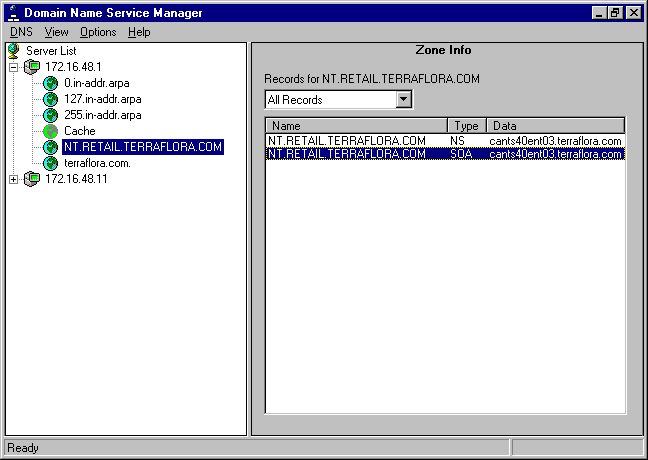 Domain Name Service Manager
DNS View Options Help
Server List
172.16.48.1
0.in-addr.arpa
127.in-addr.arpa
255.in-addr.arpa
Cache
NT.RETAIL.TERRAFLORA.COM
terraflora.com.
172.16.48.11
Zone Info
Records for NT.RETAIL.TERRAFLORA.COM
All Records
Name Type Data
NT.RETAIL.TERRAFLORA.COM NS cants40ent03.terraflora.com
NT.RETAIL.TERRAFLORA.COM SOA cants40ent03.terraflora.com
Ready